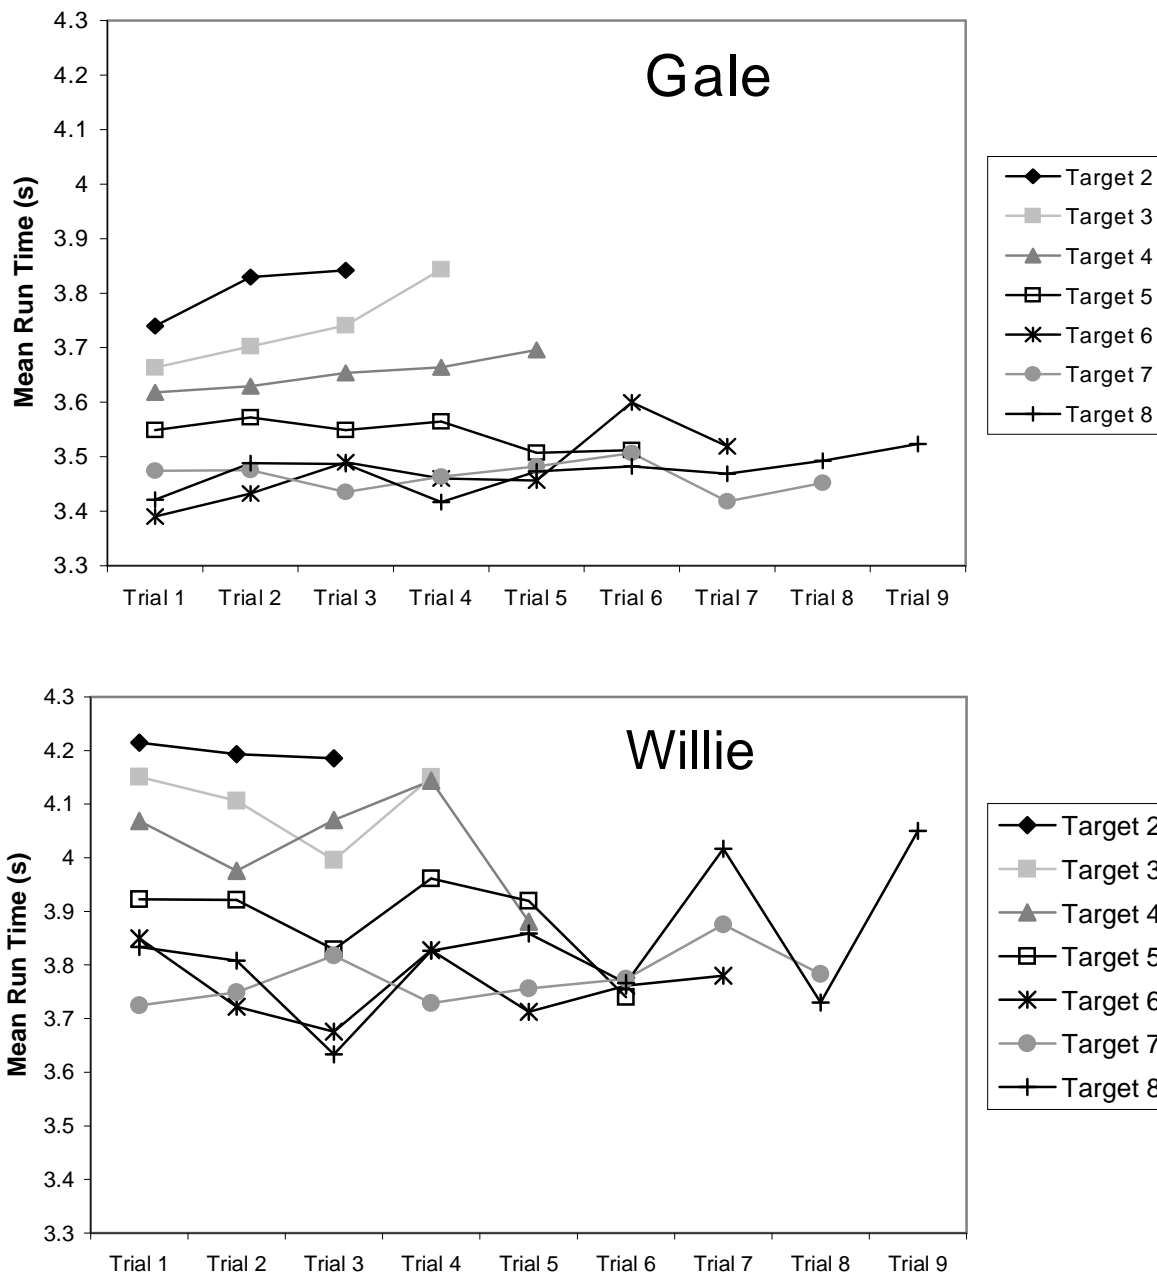 Gale
Mean Run Time (s)
4.3
4.2
4.1
4
3.9
3.8
3.7
3.6
3.5
3.4
3.3
Trial 1 Trial 2 Trial 3 Trial 4 Trial 5 Trial 6 Trial 7 Trial 8 Trial 9
Target 2
Target 3
Target 4
Target 5
Target 6
Target 7
Target 8
Willie
Mean Run Time (s)
4.3
4.2
4.1
4
3.9
3.8
3.7
3.6
3.5
3.4
3.3
Trial 1 Trial 2 Trial 3 Trial 4 Trial 5 Trial 6 Trial 7 Trial 8 Trial 9
Target 2
Target 3
Target 4
Target 5
Target 6
Target 7
Target 8